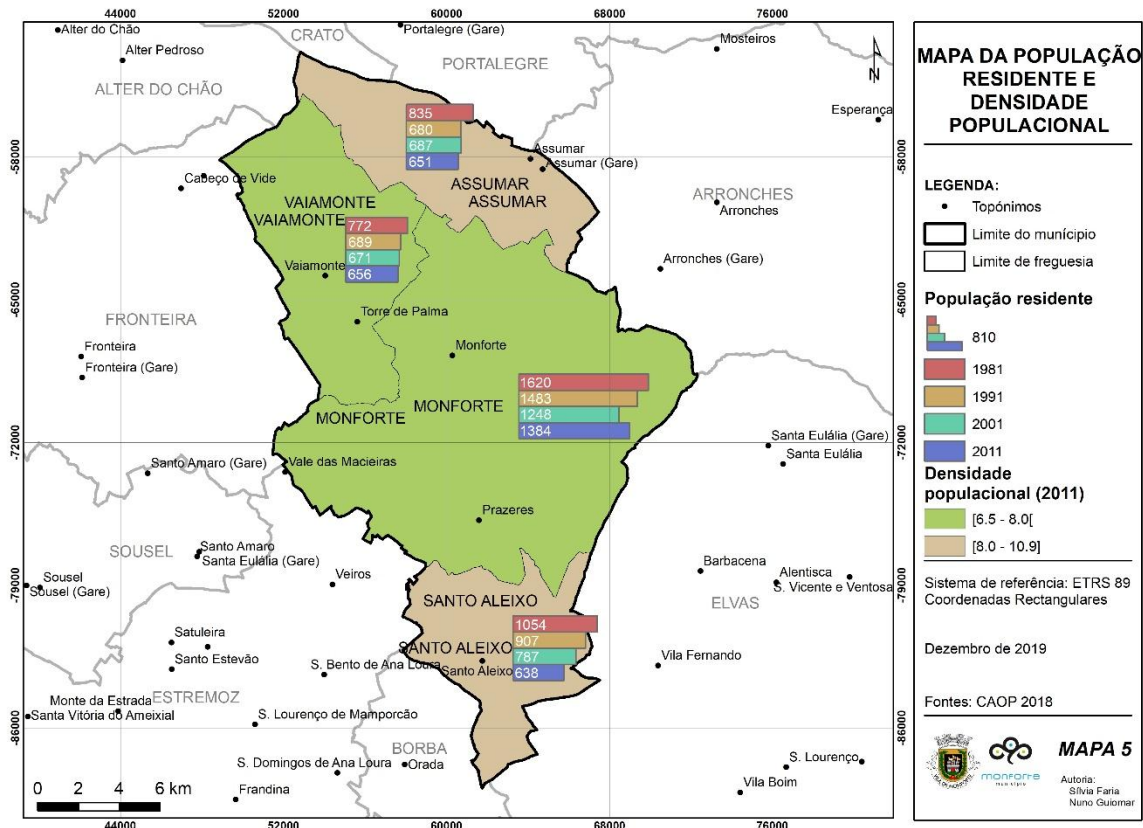 44000
52000
60000
68000
76000
Alter do Chão
CRATO
Portalegre (Gare)
Mosteiros
Alter Pedroso
PORTALEGRE
N
ALTER DO CHÃO
Esperança
835
680
687
651
-58000
Assumar
Assumar (Gare)
Cabeço de Vide
ASSUMAR
ASSUMAR
VAIAMONTE
VAIAMONTE
ARRONCHES
Arronches
772
689
671
656
Vaiamonte
Arronches (Gare)
-65000
FRONTEIRA
Torre de Palma
Fronteira
Fronteira (Gare)
Monforte
1620
1483
1248
1384
MONFORTE
MONFORTE
-72000
Santa Eulália (Gare)
Santa Eulália
Santo Amaro (Gare)
Vale das Macieiras
Prazeres
SOUSEL
Santo Amaro
Santa Eulália (Gare)
Sousel
Sousel (Gare)
Veiros
Barbacena
Alentisca
S. Vicente e Ventosa
-79000
SANTO ALEIXO
ELVAS
1054
907
787
638
Satuleira
Santo Estevão
SANTO ALEIXO
S. Bento de Ana Loura
Santo Aleixo
Vila Fernando
Monte da Estrada
ESTREMOZ
Santa Vitória do Ameixial
S. Lourenço de Mamporcão
-86000
BORBA
Orada
S. Domingos de Ana Loura
S. Lourenço
Vila Boim
Frandina
0 2 4 6 km
44000
52000
60000
68000
76000
MAPA DA POPULAÇÃO
RESIDENTE E
DENSIDADE
POPULACIONAL
LEGENDA:
Topónimos
Limite do munícipio
Limite de freguesia
População residente
810
1981
1991
2001
2011
Densidade
populacional (2011)
[6.5 - 8.0[
[8.0 - 10.9]
Sistema de referência: ETRS 89
Coordenadas Rectangulares
Dezembro de 2019
Fontes: CAOP 2018
monforte
município
MAPA 5
Autoria:
Sílvia Faria
Nuno Guiomar